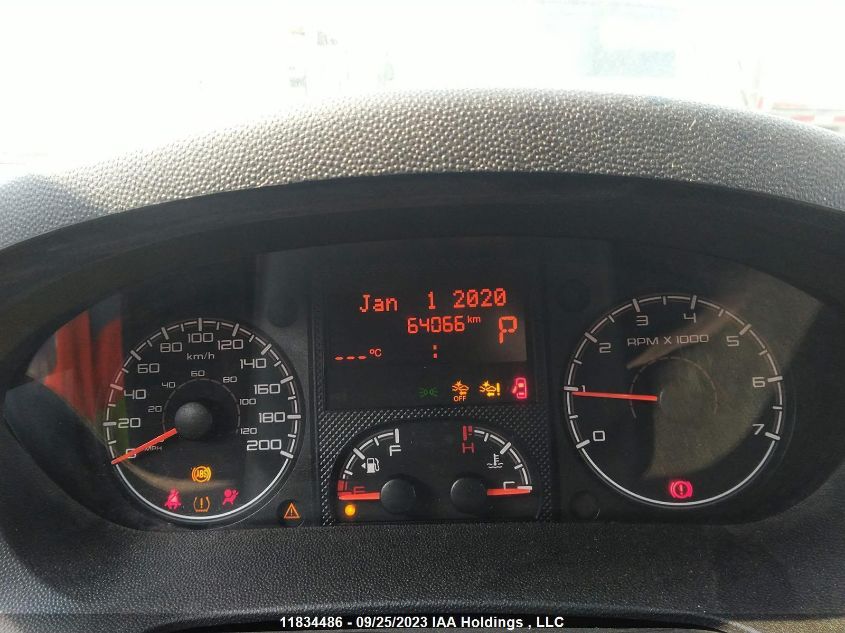 Jan 1 2020
64066 km
P
---°C :
OFF
0 20 40 60 80 100 120 140 160 180 200
km/h
20 40 60 80 100 120
MPH
ABS
F
H
E
C
0 1 2 3 4 5 6 7
RPM X 1000
11834486 - 09/25/2023 IAA Holdings , LLC